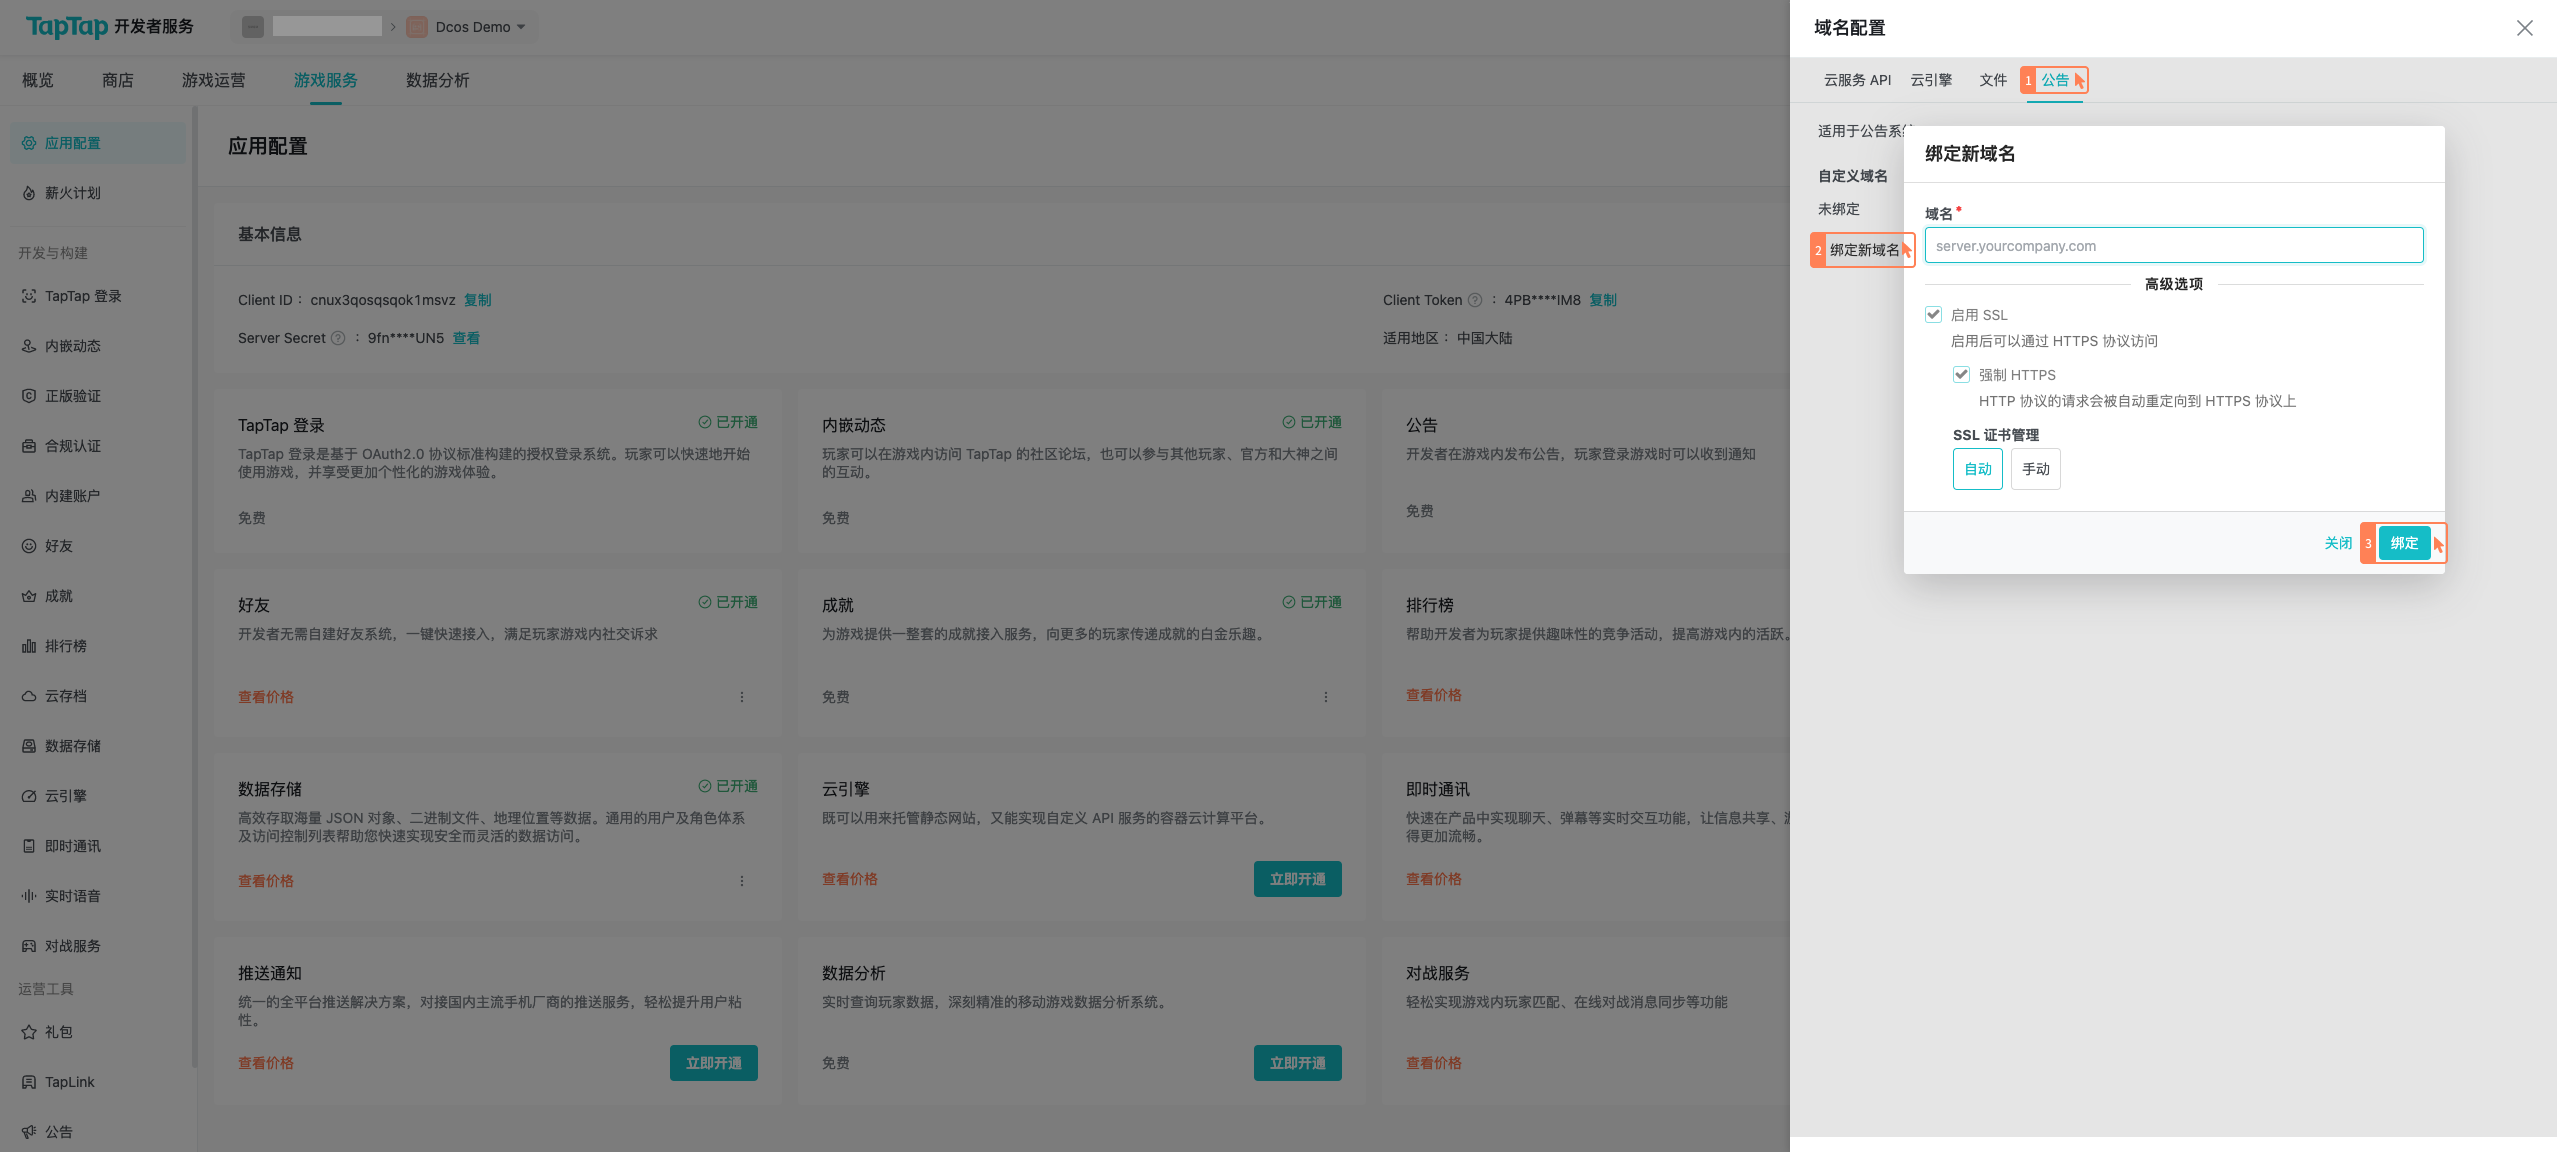 TapTap 开发者服务
Dcos Demo
概览 商店 游戏运营 游戏服务 数据分析
应用配置
薪火计划
开发与构建
TapTap 登录
内嵌动态
正版验证
合规认证
内建账户
好友
成就
排行榜
云存档
数据存储
云引擎
即时通讯
实时语音
对战服务
运营工具
礼包
TapLink
公告
应用配置
基本信息
Client ID： cnux3qosqsqok1msvz 复制
Client Token ? ： 4PB****IM8 复制
Server Secret ? ： 9fn****UN5 查看
适用地区： 中国大陆
TapTap 登录
已开通
TapTap 登录是基于 OAuth2.0 协议标准构建的授权登录系统。玩家可以快速地开始
使用游戏，并享受更加个性化的游戏体验。
免费
内嵌动态
已开通
玩家可以在游戏内访问 TapTap 的社区论坛，也可以参与其他玩家、官方和大神之间
的互动。
免费
公告
开发者在游戏内发布公告，玩家登录游戏时可以收到通知
免费
好友
已开通
开发者无需自建好友系统，一键快速接入，满足玩家游戏内社交诉求
查看价格
成就
已开通
为游戏提供一整套的成就接入服务，向更多的玩家传递成就的白金乐趣。
免费
排行榜
帮助开发者为玩家提供趣味性的竞争活动，提高游戏内的活跃。
查看价格
数据存储
已开通
高效存取海量 JSON 对象、二进制文件、地理位置等数据。通用的用户及角色体系
及访问控制列表帮助您快速实现安全而灵活的数据访问。
查看价格
云引擎
既可以用来托管静态网站，又能实现自定义 API 服务的容器云计算平台。
查看价格
立即开通
即时通讯
快速在产品中实现聊天、弹幕等实时交互功能，让信息共享、
得更加流畅。
查看价格
推送通知
统一的全平台推送解决方案，对接国内主流手机厂商的推送服务，轻松提升用户粘
性。
查看价格
立即开通
数据分析
实时查询玩家数据，深刻精准的移动游戏数据分析系统。
免费
立即开通
对战服务
轻松实现游戏内玩家匹配、在线对战消息同步等功能
查看价格
域名配置
云服务 API 云引擎 文件 1 公告
适用于公告系
自定义域名
未绑定
2 绑定新域名
绑定新域名
域名*
server.yourcompany.com
高级选项
启用 SSL
启用后可以通过 HTTPS 协议访问
强制 HTTPS
HTTP 协议的请求会被自动重定向到 HTTPS 协议上
SSL 证书管理
自动 手动
关闭 3 绑定